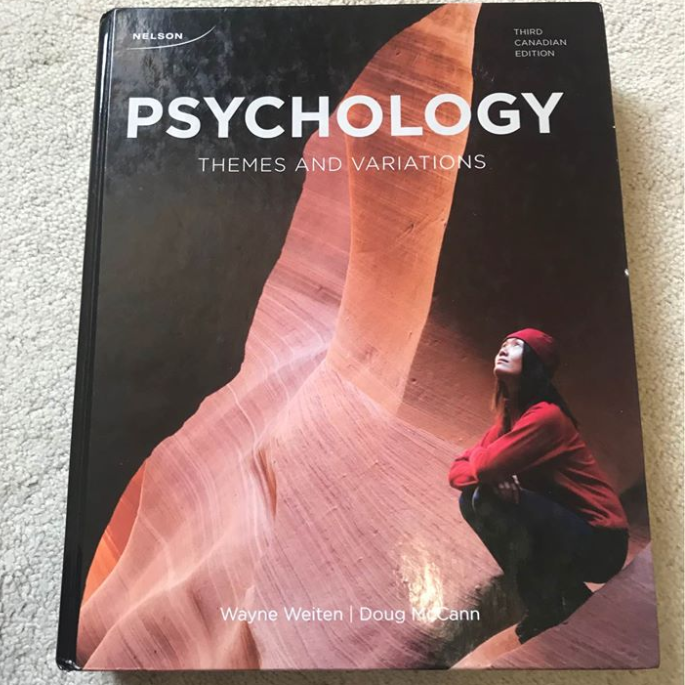 NELSON
THIRD
CANADIAN
EDITION
PSYCHOLOGY
THEMES AND VARIATIONS
Wayne Weiten | Doug McCann